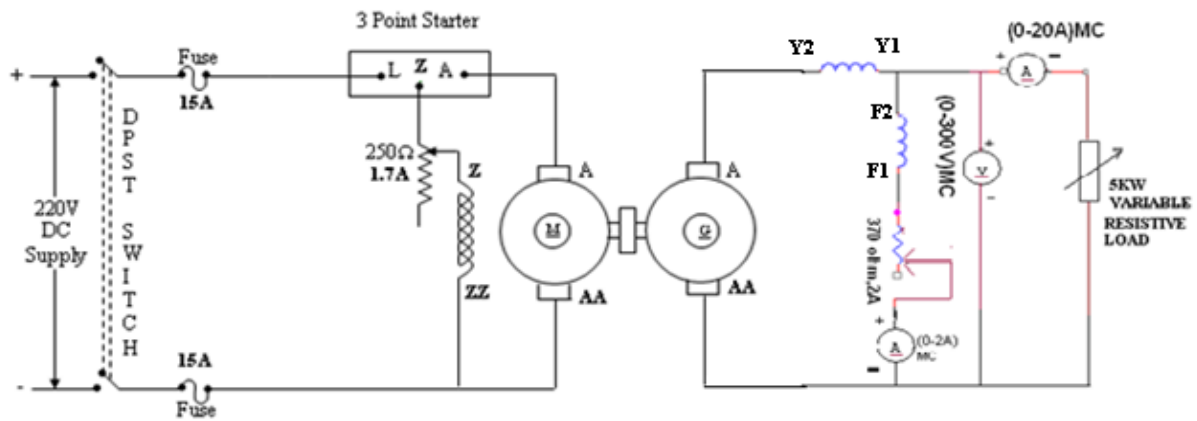 3 Point Starter
+
Fuse
15A
L Z A
250Ω
1.7A
Z
ZZ
A
M
AA
220V
DC
Supply
DPST SWITCH
-
15A
Fuse
A
G
AA
Y2 Y1
(0-20A)MC
+ A -
F2
F1
(0-300V)MC
+
V
-
370 ohm,2A
+
A
(0-2A)
MC
-
5KW
VARIABLE
RESISTIVE
LOAD